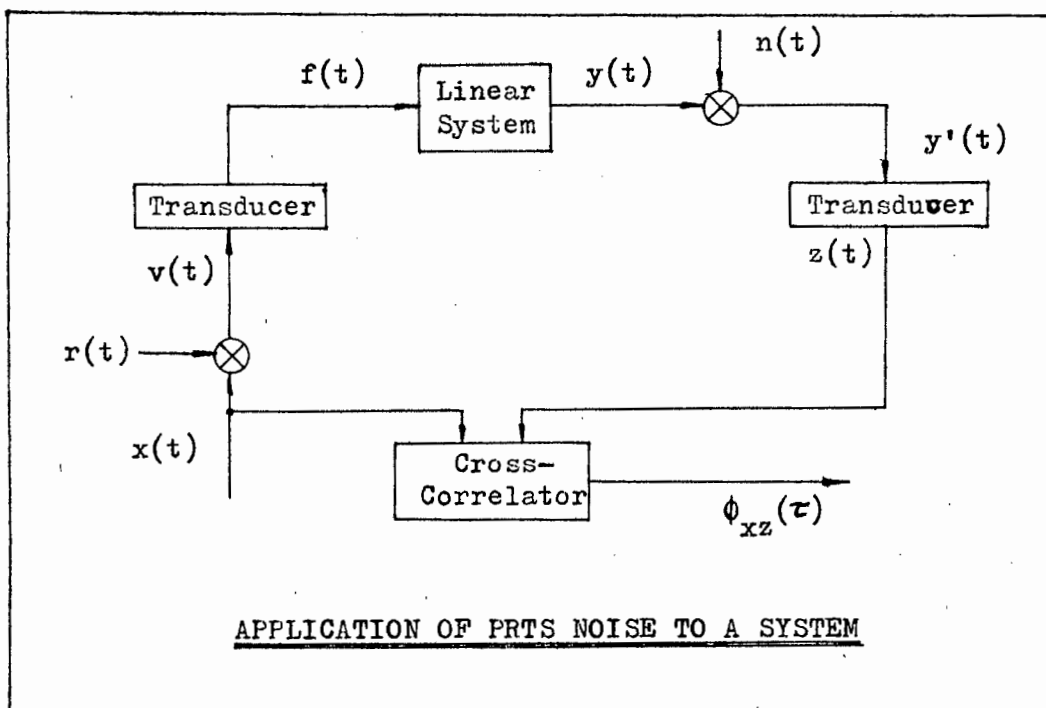 n(t)
f(t)
Linear
System
y(t)
y'(t)
Transducer
Transducer
v(t)
z(t)
r(t)
x(t)
Cross-
Correlator
ϕxz(τ)
APPLICATION OF PRTS NOISE TO A SYSTEM